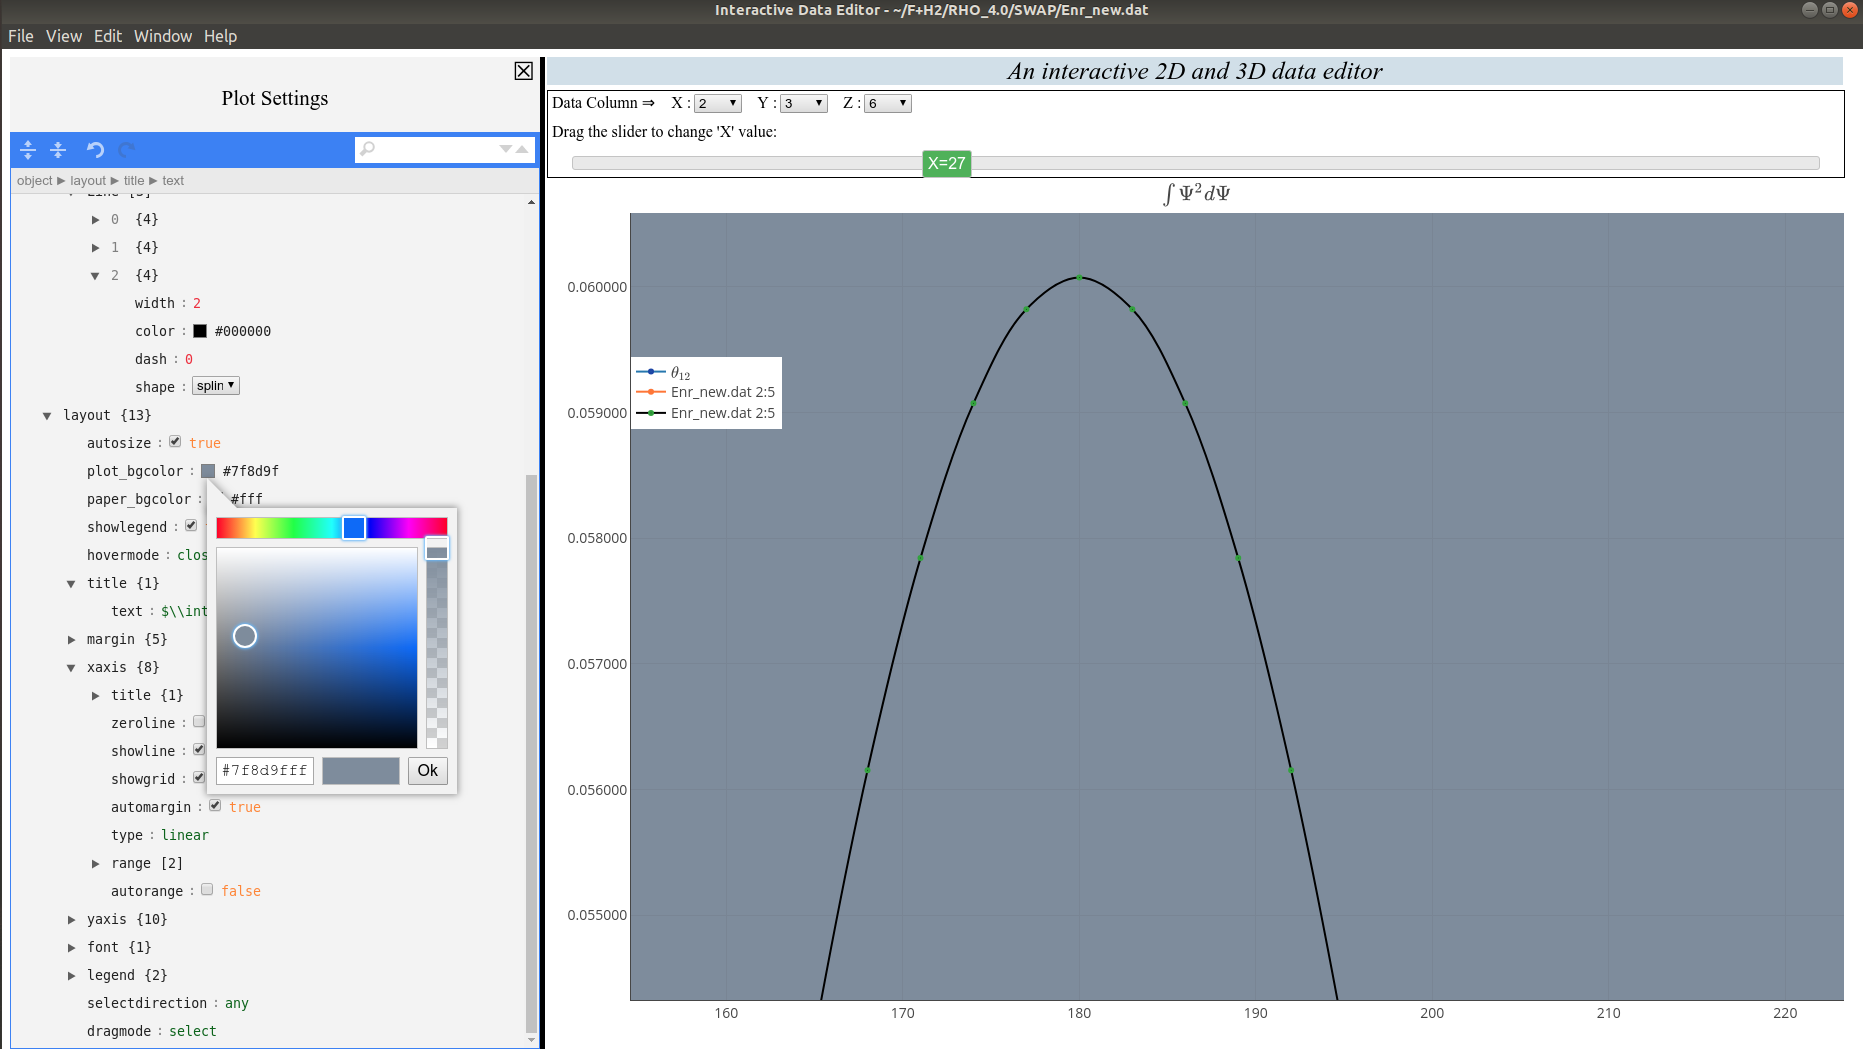 Interactive Data Editor - ~/F+H2/RHO_4.0/SWAP/Enr_new.dat
File View Edit Window Help
Plot Settings
object ▶ layout ▶ title ▶ text
0 {4}
1 {4}
2 {4}
width : 2
color : #000000
dash : 0
shape : splin
layout {13}
autosize : true
plot_bgcolor : #7f8d9f
paper_bgcolor : #fff
showlegend :
hovermode : clos
title {1}
text : $\\int
margin {5}
xaxis {8}
title {1}
zeroline :
showline :
showgrid :
#7f8d9fff Ok
automargin : true
type : linear
range [2]
autorange : false
yaxis {10}
font {1}
legend {2}
selectdirection : any
dragmode : select
An interactive 2D and 3D data editor
Data Column ⇒ X : 2 Y : 3 Z : 6
Drag the slider to change 'X' value:
X=27
∫ Ψ² dΨ
0.060000
0.059000
0.058000
0.057000
0.056000
0.055000
θ₁₂
Enr_new.dat 2:5
Enr_new.dat 2:5
160 170 180 190 200 210 220